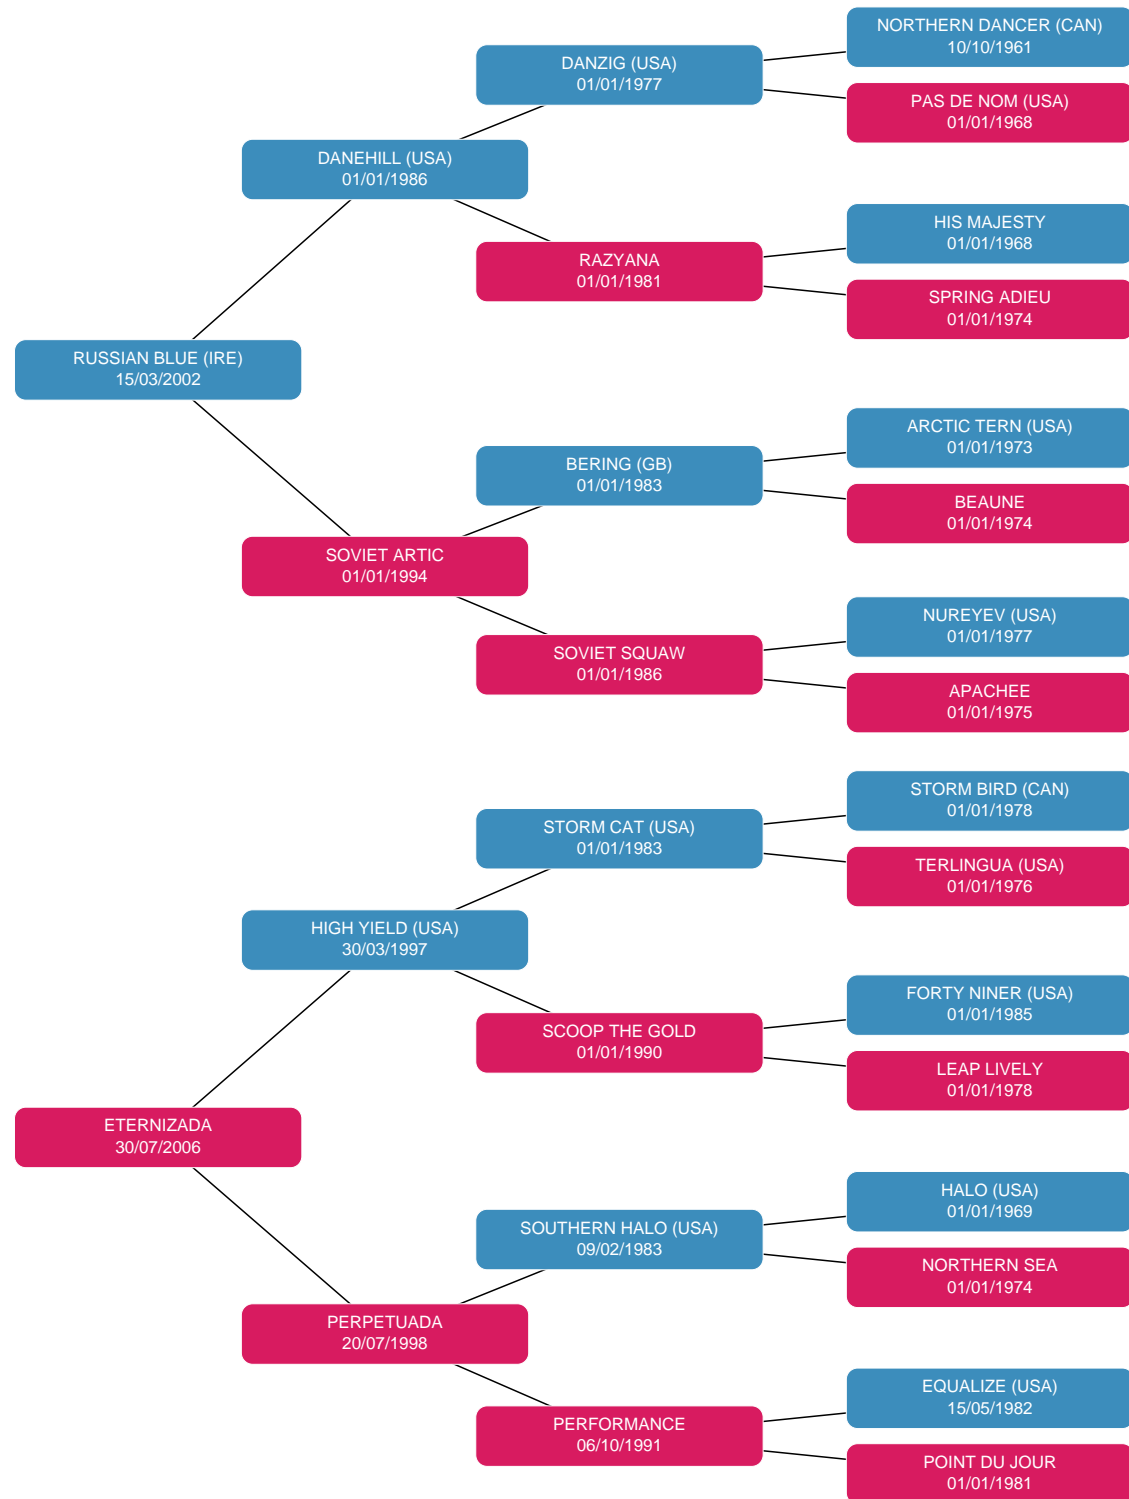 NORTHERN DANCER (CAN)
10/10/1961
DANZIG (USA)
01/01/1977
PAS DE NOM (USA)
01/01/1968
DANEHILL (USA)
01/01/1986
HIS MAJESTY
01/01/1968
RAZYANA
01/01/1981
SPRING ADIEU
01/01/1974
RUSSIAN BLUE (IRE)
15/03/2002
ARCTIC TERN (USA)
01/01/1973
BERING (GB)
01/01/1983
BEAUNE
01/01/1974
SOVIET ARTIC
01/01/1994
NUREYEV (USA)
01/01/1977
SOVIET SQUAW
01/01/1986
APACHEE
01/01/1975
STORM BIRD (CAN)
01/01/1978
STORM CAT (USA)
01/01/1983
TERLINGUA (USA)
01/01/1976
HIGH YIELD (USA)
30/03/1997
FORTY NINER (USA)
01/01/1985
SCOOP THE GOLD
01/01/1990
LEAP LIVELY
01/01/1978
ETERNIZADA
30/07/2006
HALO (USA)
01/01/1969
SOUTHERN HALO (USA)
09/02/1983
NORTHERN SEA
01/01/1974
PERPETUADA
20/07/1998
EQUALIZE (USA)
15/05/1982
PERFORMANCE
06/10/1991
POINT DU JOUR
01/01/1981